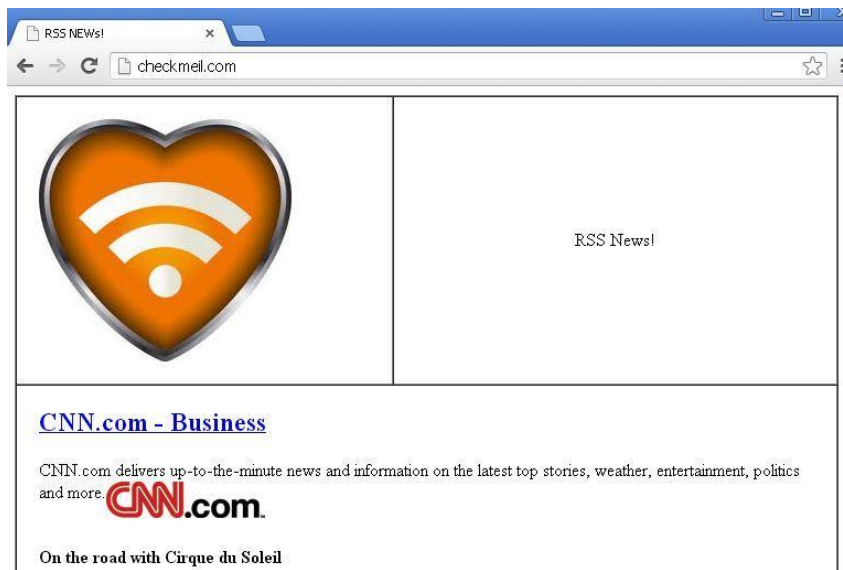 RSS NEWs!
checkmeil.com
RSS News!
CNN.com - Business
CNN.com delivers up-to-the-minute news and information on the latest top stories, weather, entertainment, politics
and more.
CNN.com
On the road with Cirque du Soleil